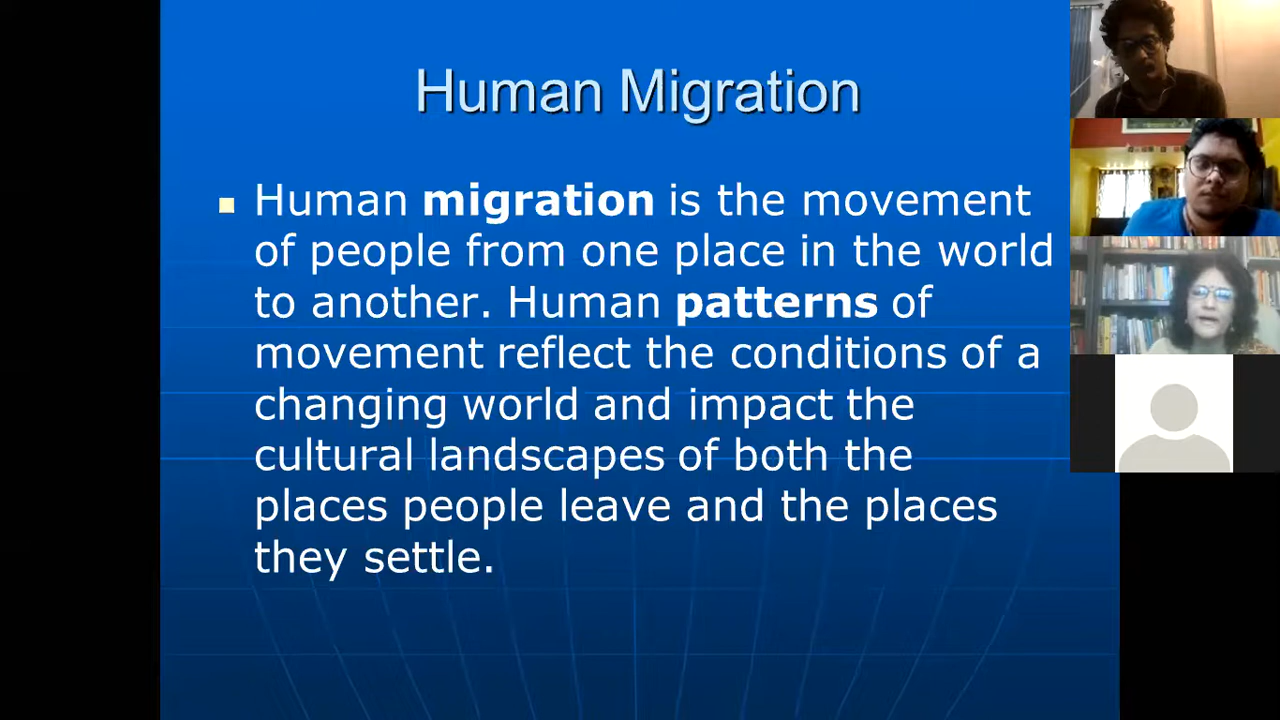 Human Migration
Human migration is the movement
of people from one place in the world
to another. Human patterns of
movement reflect the conditions of a
changing world and impact the
cultural landscapes of both the
places people leave and the places
they settle.